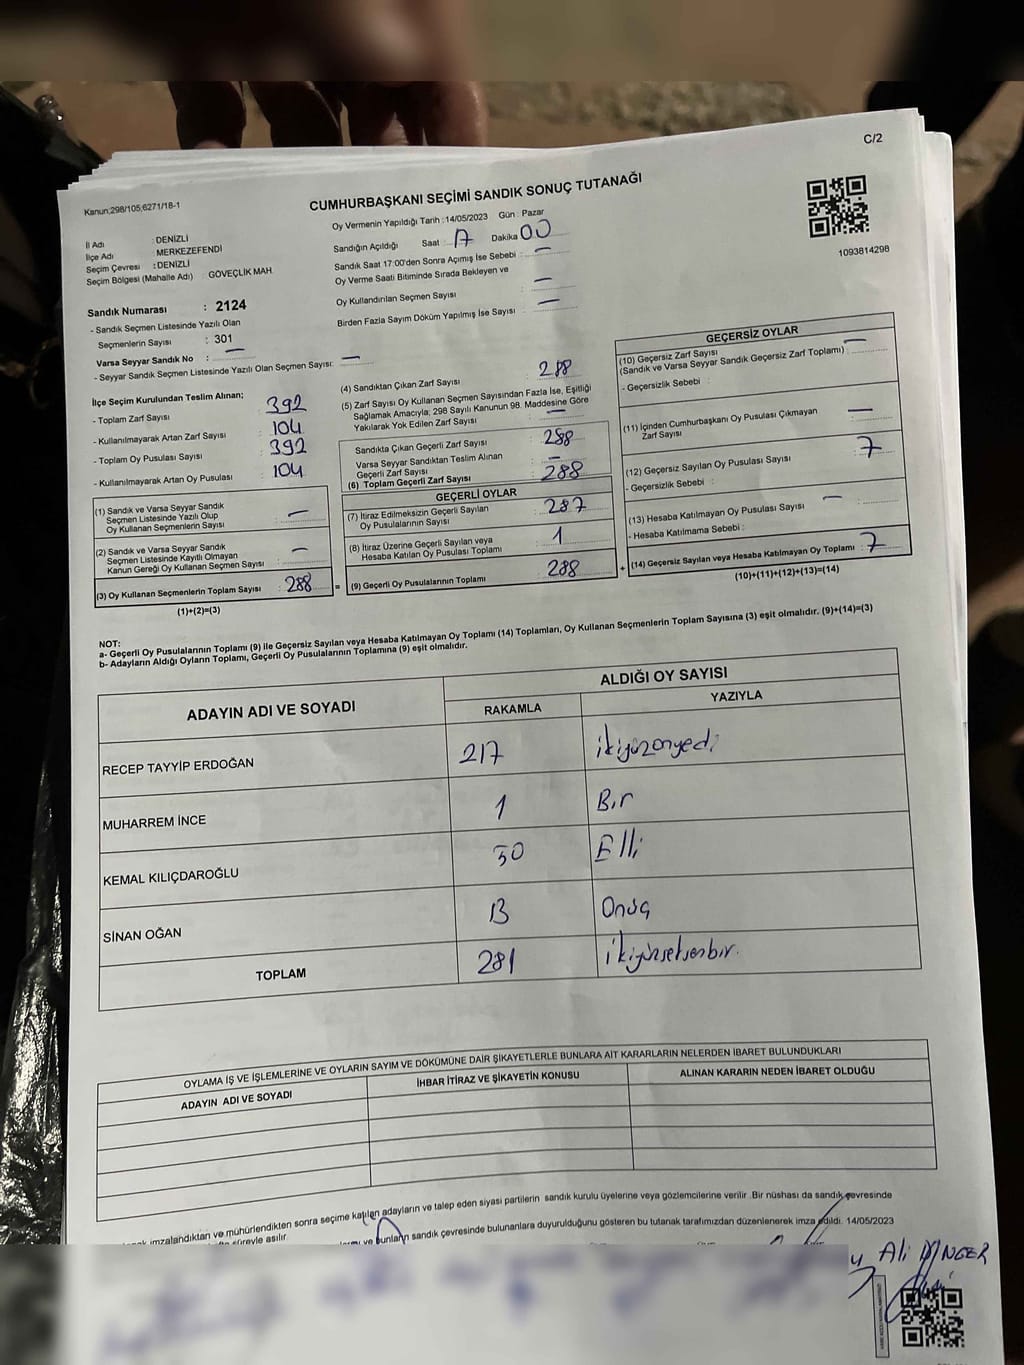 C/2
Kanun:298/105,6271/18-1
CUMHURBAŞKANI SEÇİMİ SANDIK SONUÇ TUTANAĞI
Oy Vermenin Yapıldığı Tarih :14/05/2023 Gün : Pazar
İl Adı : DENİZLİ
İlçe Adı : MERKEZEFENDİ
Seçim Çevresi : DENİZLİ
Seçim Bölgesi (Mahalle Adı) : GÖVEÇLİK MAH.
Sandığın Açıldığı Saat : 17 Dakika 00
Sandık Saat 17:00'den Sonra Açımış İse Sebebi : —
Oy Verme Saati Bitiminde Sırada Bekleyen ve
Oy Kullandırılan Seçmen Sayısı : —
Birden Fazla Sayım Döküm Yapılmış İse Sayısı : —
1093814298
Sandık Numarası : 2124
- Sandık Seçmen Listesinde Yazılı Olan
Seçmenlerin Sayısı : 301
Varsa Seyyar Sandık No : —
- Seyyar Sandık Seçmen Listesinde Yazılı Olan Seçmen Sayısı: —
İlçe Seçim Kurulundan Teslim Alınan;
- Toplam Zarf Sayısı : 392
- Kullanılmayarak Artan Zarf Sayısı : 104
- Toplam Oy Pusulası Sayısı : 392
- Kullanılmayarak Artan Oy Pusulası : 104
(1) Sandık ve Varsa Seyyar Sandık
Seçmen Listesinde Yazılı Olup
Oy Kullanan Seçmenlerin Sayısı : —
(2) Sandık ve Varsa Seyyar Sandık
Seçmen Listesinde Kayıtlı Olmayan
Kanun Gereği Oy Kullanan Seçmen Sayısı : —
(3) Oy Kullanan Seçmenlerin Toplam Sayısı : 288
(1)+(2)=(3)
(4) Sandıktan Çıkan Zarf Sayısı : 288
(5) Zarf Sayısı Oy Kullanan Seçmen Sayısından Fazla İse, Eşitliği
Sağlamak Amacıyla; 298 Sayılı Kanunun 98. Maddesine Göre
Yakılarak Yok Edilen Zarf Sayısı : —
Sandıkta Çıkan Geçerli Zarf Sayısı : 288
Varsa Seyyar Sandıktan Teslim Alınan
Geçerli Zarf Sayısı : —
(6) Toplam Geçerli Zarf Sayısı : 288
GEÇERLİ OYLAR
(7) İtiraz Edilmeksizin Geçerli Sayılan
Oy Pusulalarının Sayısı : 287
(8) İtiraz Üzerine Geçerli Sayılan veya
Hesaba Katılan Oy Pusulası Toplamı : 1
= (9) Geçerli Oy Pusulalarının Toplamı : 288
GEÇERSİZ OYLAR
(10) Geçersiz Zarf Sayısı
(Sandık ve Varsa Seyyar Sandık Geçersiz Zarf Toplamı) : —
- Geçersizlik Sebebi :
(11) İçinden Cumhurbaşkanı Oy Pusulası Çıkmayan
Zarf Sayısı : —
(12) Geçersiz Sayılan Oy Pusulası Sayısı : 7
- Geçersizlik Sebebi :
(13) Hesaba Katılmayan Oy Pusulası Sayısı : —
- Hesaba Katılmama Sebebi :
+ (14) Geçersiz Sayılan veya Hesaba Katılmayan Oy Toplamı : 7
(10)+(11)+(12)+(13)=(14)
NOT:
a- Geçerli Oy Pusulalarının Toplamı (9) ile Geçersiz Sayılan veya Hesaba Katılmayan Oy Toplamı (14) Toplamları, Oy Kullanan Seçmenlerin Toplam Sayısına (3) eşit olmalıdır. (9)+(14)=(3)
b- Adayların Aldığı Oyların Toplamı, Geçerli Oy Pusulalarının Toplamına (9) eşit olmalıdır.
ADAYIN ADI VE SOYADI
ALDIĞI OY SAYISI
RAKAMLA YAZIYLA
RECEP TAYYİP ERDOĞAN 217 ikiyüzonyedi
MUHARREM İNCE 1 Bir
KEMAL KILIÇDAROĞLU 50 Elli
SİNAN OĞAN 13 Onüç
TOPLAM 281 ikiyüzseksenbir.
OYLAMA İŞ VE İŞLEMLERİNE VE OYLARIN SAYIM VE DÖKÜMÜNE DAİR ŞİKAYETLERLE BUNLARA AİT KARARLARIN NELERDEN İBARET BULUNDUKLARI
ADAYIN ADI VE SOYADI İHBAR İTİRAZ VE ŞİKAYETİN KONUSU ALINAN KARARIN NEDEN İBARET OLDUĞU
imzalandıktan ve mühürlendikten sonra seçime katılan adayların ve talep eden siyasi partilerin sandık kurulu üyelerine veya gözlemcilerine verilir .Bir nüshası da sandık çevresinde
süreyle asılır.
ve bunların sandık çevresinde bulunanlara duyurulduğunu gösteren bu tutanak tarafımızdan düzenlenerek imza edildi. 14/05/2023
Ali DİNÇER